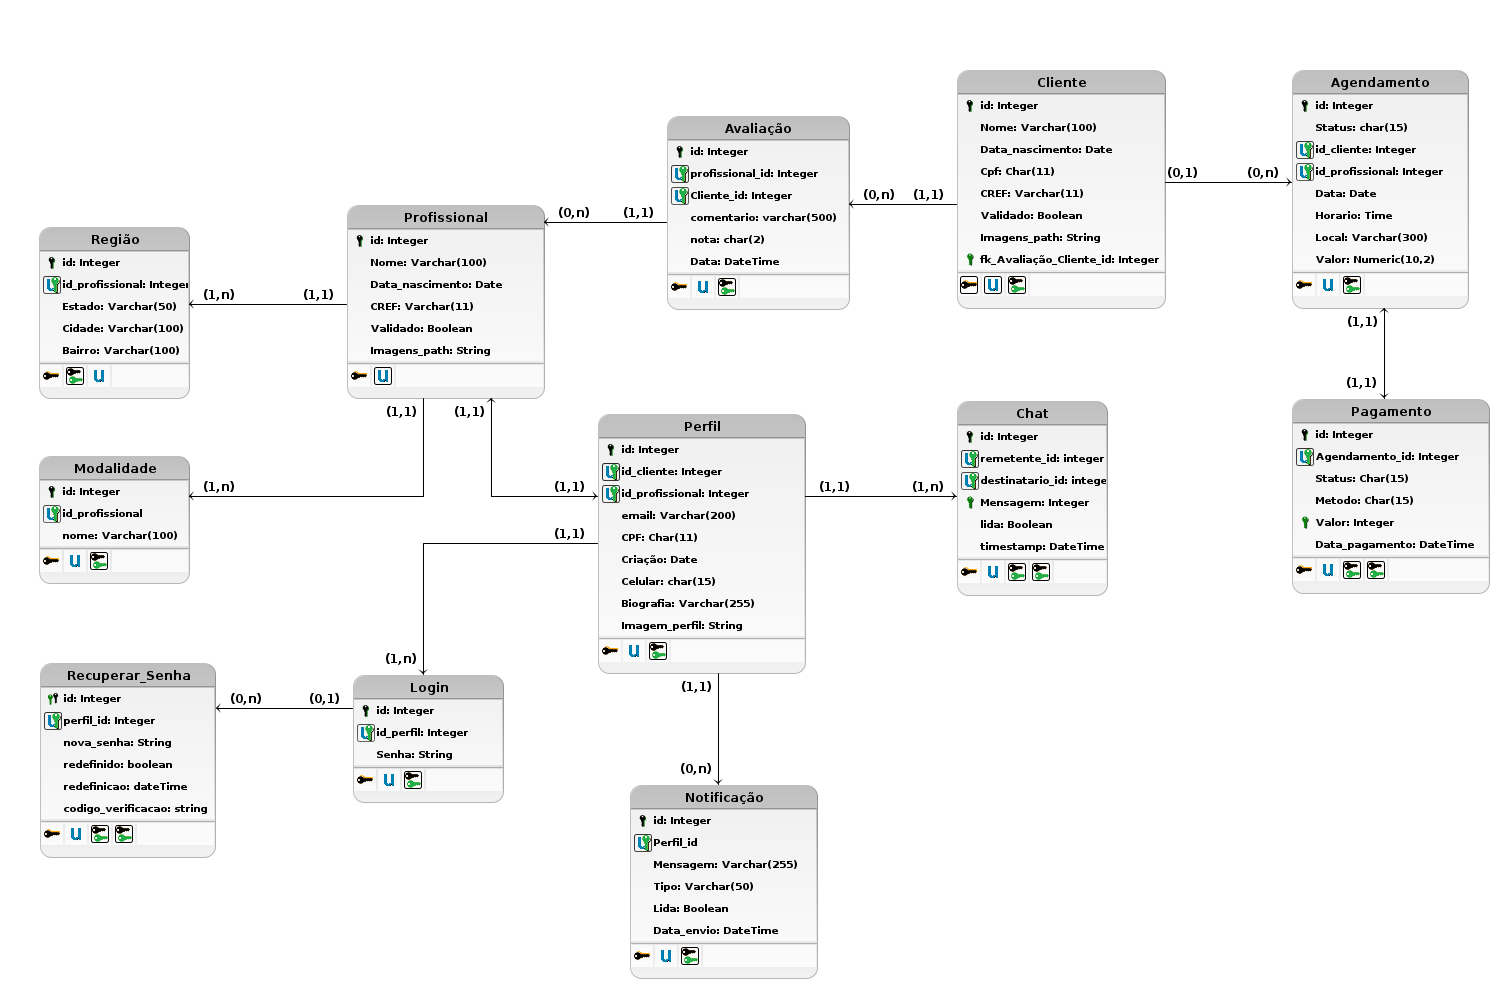 Cliente
id: Integer
Nome: Varchar(100)
Data_nascimento: Date
Cpf: Char(11)
CREF: Varchar(11)
Validado: Boolean
Imagens_path: String
fk_Avaliação_Cliente_id: Integer
(0,1)
(0,n)
Agendamento
id: Integer
Status: char(15)
id_cliente: Integer
id_profissional: Integer
Data: Date
Horario: Time
Local: Varchar(300)
Valor: Numeric(10,2)
Avaliação
id: Integer
profissional_id: Integer
Cliente_id: Integer
comentario: varchar(500)
nota: char(2)
Data: DateTime
(0,n)
(1,1)
(0,n)
(1,1)
Profissional
id: Integer
Nome: Varchar(100)
Data_nascimento: Date
CREF: Varchar(11)
Validado: Boolean
Imagens_path: String
Região
id: Integer
id_profissional: Integer
Estado: Varchar(50)
Cidade: Varchar(100)
Bairro: Varchar(100)
(1,n)
(1,1)
(1,1)
(1,1)
(1,1)
(1,1)
Modalidade
id: Integer
id_profissional
nome: Varchar(100)
(1,n)
Perfil
id: Integer
id_cliente: Integer
id_profissional: Integer
email: Varchar(200)
CPF: Char(11)
Criação: Date
Celular: char(15)
Biografia: Varchar(255)
Imagem_perfil: String
(1,1)
(1,1)
(1,1)
(1,n)
Chat
id: Integer
remetente_id: integer
destinatario_id: intege
Mensagem: Integer
lida: Boolean
timestamp: DateTime
Pagamento
id: Integer
Agendamento_id: Integer
Status: Char(15)
Metodo: Char(15)
Valor: Integer
Data_pagamento: DateTime
Recuperar_Senha
id: Integer
perfil_id: Integer
nova_senha: String
redefinido: boolean
redefinicao: dateTime
codigo_verificacao: string
(0,n)
(0,1)
(1,n)
Login
id: Integer
id_perfil: Integer
Senha: String
(1,1)
(0,n)
Notificação
id: Integer
Perfil_id
Mensagem: Varchar(255)
Tipo: Varchar(50)
Lida: Boolean
Data_envio: DateTime